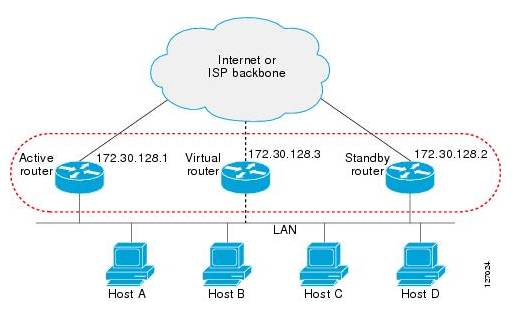 Internet or
ISP backbone
Active
router
172.30.128.1
Virtual
router
172.30.128.3
Standby
router
172.30.128.2
LAN
Host A
Host B
Host C
Host D
127024